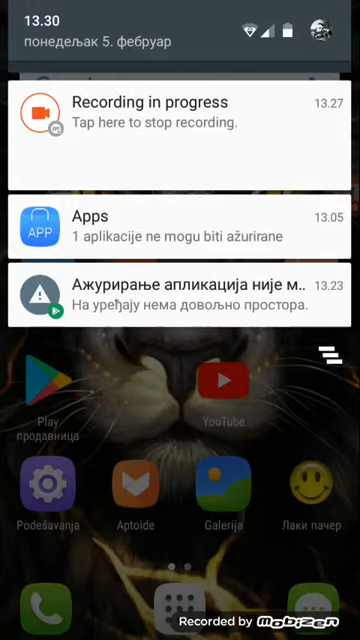 13.30
понедељак 5. фебруар
Recording in progress
13.27
Tap here to stop recording.
Apps
13.05
APP
1 aplikacije ne mogu biti ažurirane
Ажурирање апликација није м..
13.23
На уређају нема довољно простора.
Play
продавница
YouTube
Podešavanja
Aptoide
Galerija
Лаки пачер
Recorded by mobizen